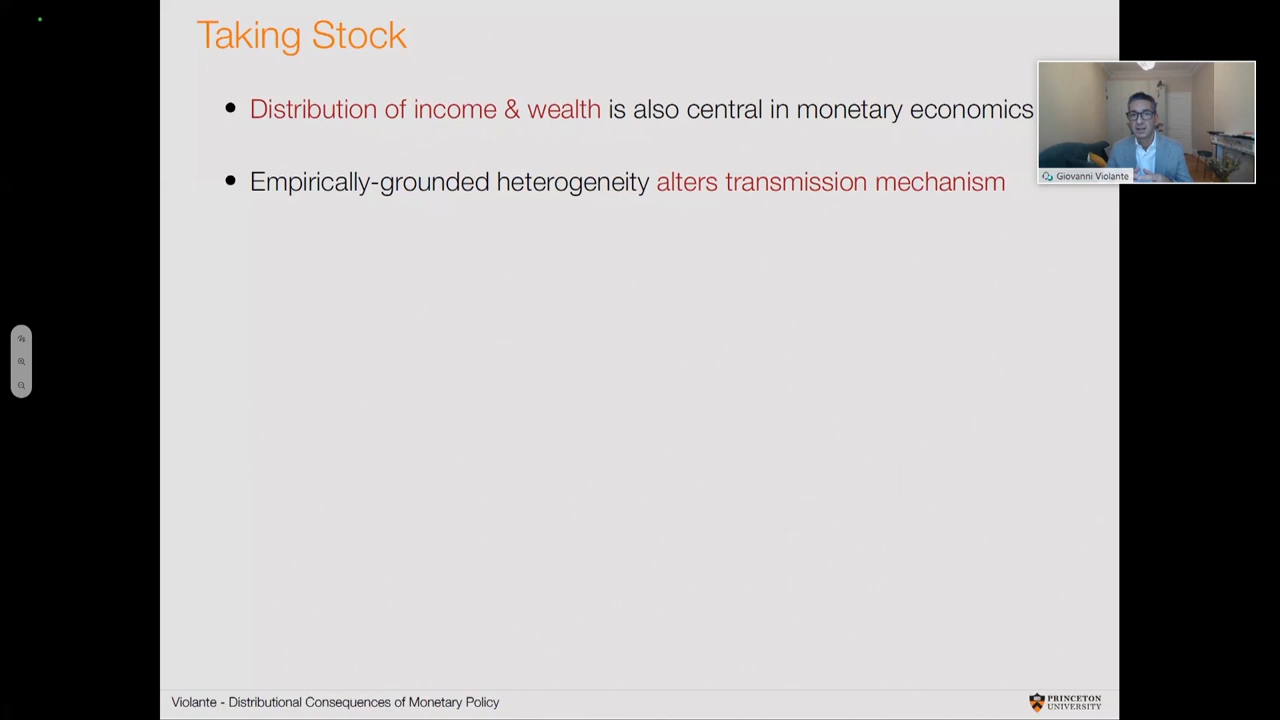 Taking Stock
• Distribution of income & wealth is also central in monetary economics
• Empirically-grounded heterogeneity alters transmission mechanism
Giovanni Violante
Violante - Distributional Consequences of Monetary Policy
PRINCETON
UNIVERSITY